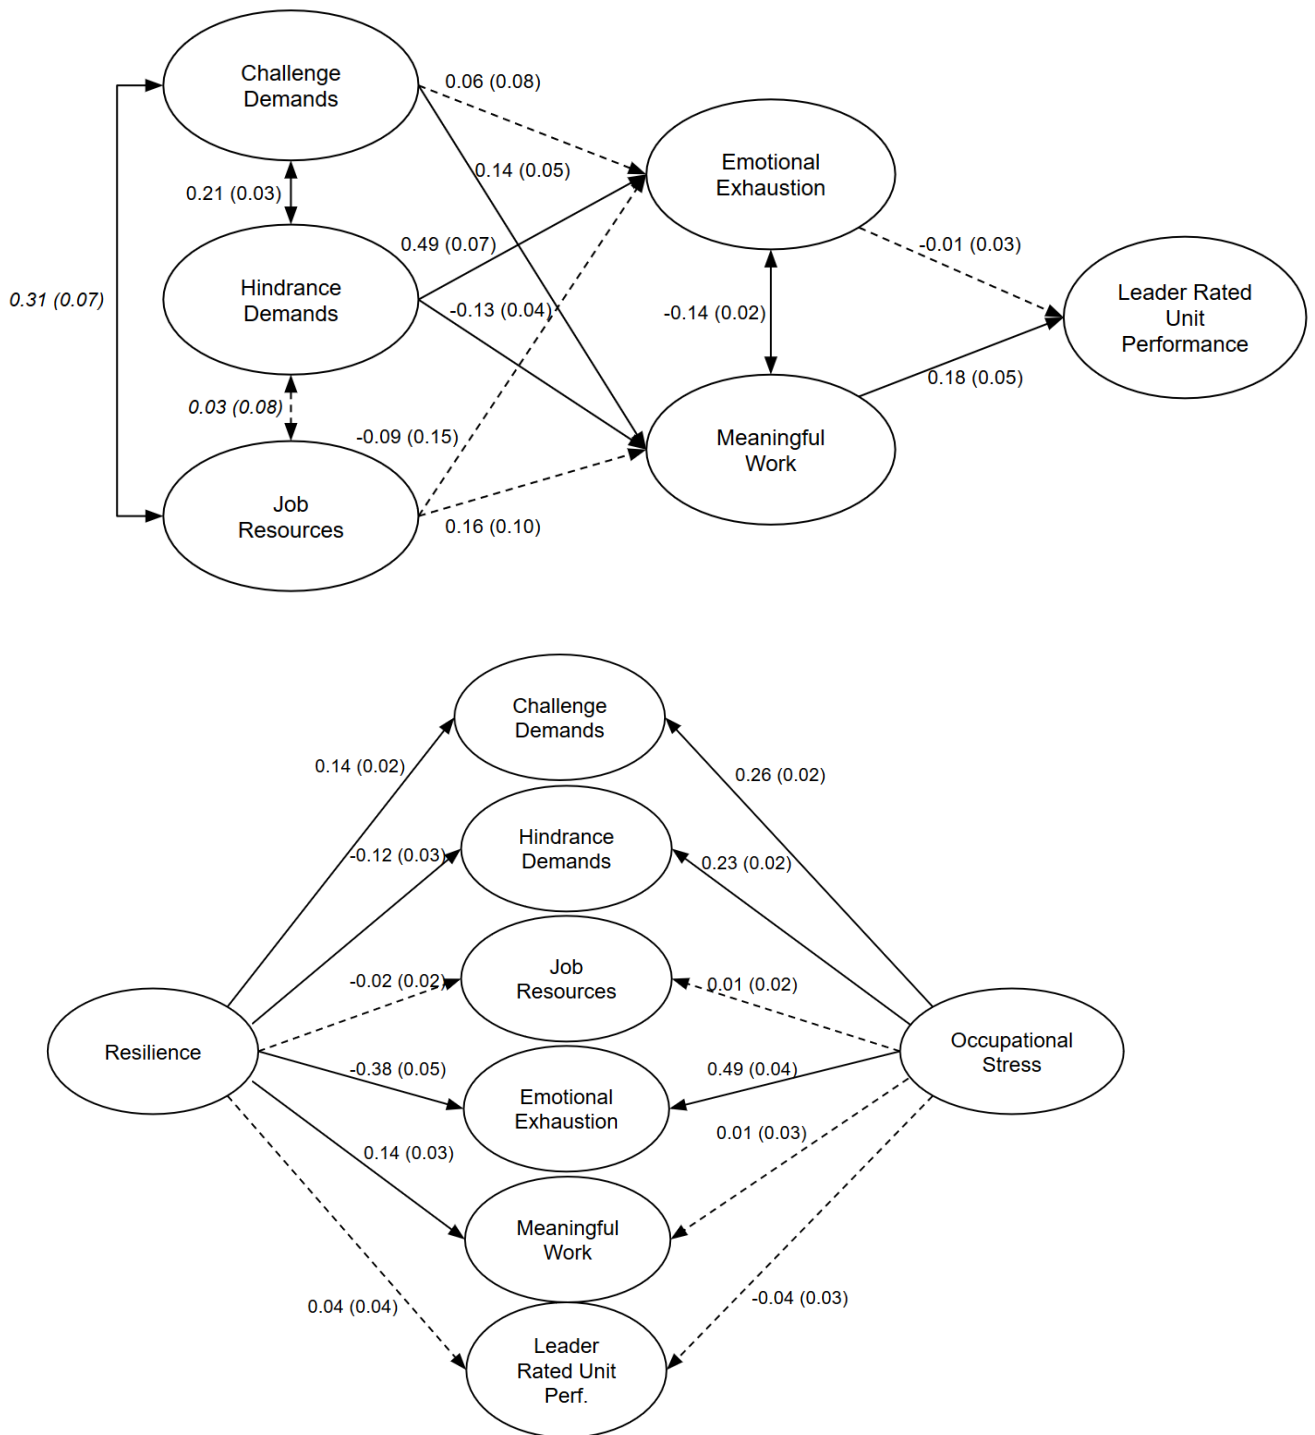 Challenge
Demands
0.06 (0.08)
Emotional
Exhaustion
0.14 (0.05)
0.21 (0.03)
0.49 (0.07)
-0.01 (0.03)
Hindrance
Demands
0.31 (0.07)
-0.13 (0.04)
-0.14 (0.02)
Leader Rated
Unit
Performance
0.18 (0.05)
0.03 (0.08)
-0.09 (0.15)
Meaningful
Work
Job
Resources
0.16 (0.10)
Challenge
Demands
0.14 (0.02)
0.26 (0.02)
Hindrance
Demands
-0.12 (0.03)
0.23 (0.02)
Job
Resources
-0.02 (0.02)
0.01 (0.02)
Resilience
Occupational
Stress
-0.38 (0.05)
0.49 (0.04)
Emotional
Exhaustion
0.14 (0.03)
0.01 (0.03)
Meaningful
Work
0.04 (0.04)
-0.04 (0.03)
Leader
Rated Unit
Perf.